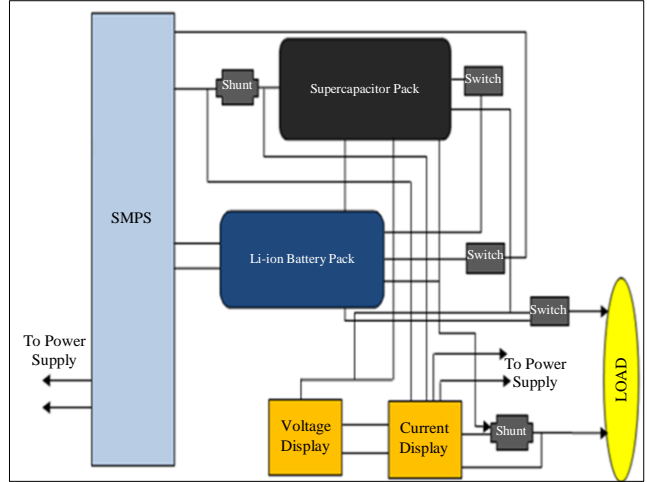 Shunt
Supercapacitor Pack
Switch
SMPS
Li-ion Battery Pack
Switch
Switch
To Power
Supply
To Power
Supply
LOAD
Voltage
Display
Current
Display
Shunt